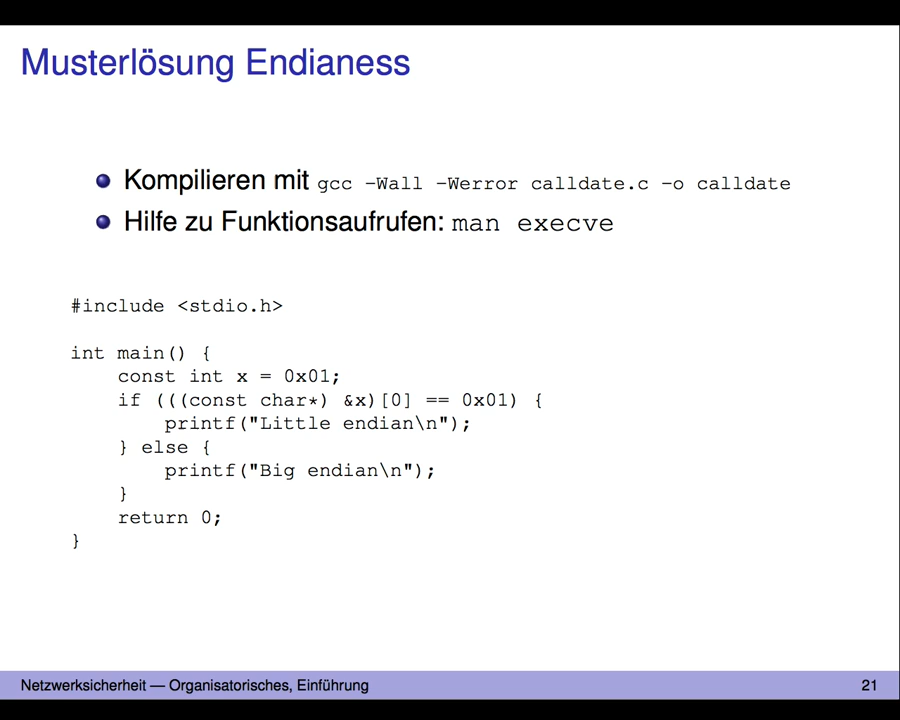 Musterlösung Endianess
Kompilieren mit gcc -Wall -Werror calldate.c -o calldate
Hilfe zu Funktionsaufrufen: man execve
#include <stdio.h>
int main() {
    const int x = 0x01;
    if (((const char*) &x)[0] == 0x01) {
        printf("Little endian\n");
    } else {
        printf("Big endian\n");
    }
    return 0;
}
Netzwerksicherheit — Organisatorisches, Einführung 21